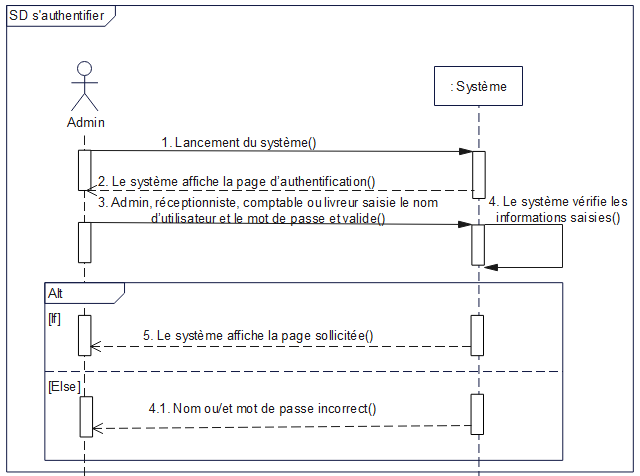 SD s'authentifier
: Système
Admin
1. Lancement du système()
2. Le système affiche la page d'authentification()
3. Admin, réceptionniste, comptable ou livreur saisie le nom
d'utilisateur et le mot de passe et valide()
4. Le système vérifie les
informations saisies()
Alt
[If]
5. Le système affiche la page sollicitée()
[Else]
4.1. Nom ou/et mot de passe incorrect()